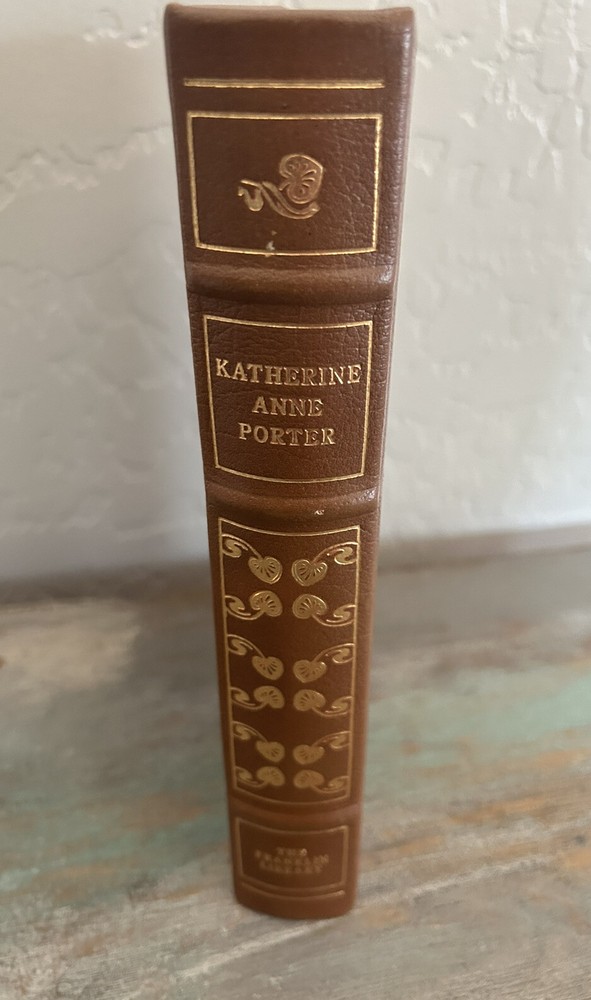 KATHERINE
ANNE
PORTER
THE
FRANKLIN
LIBRARY